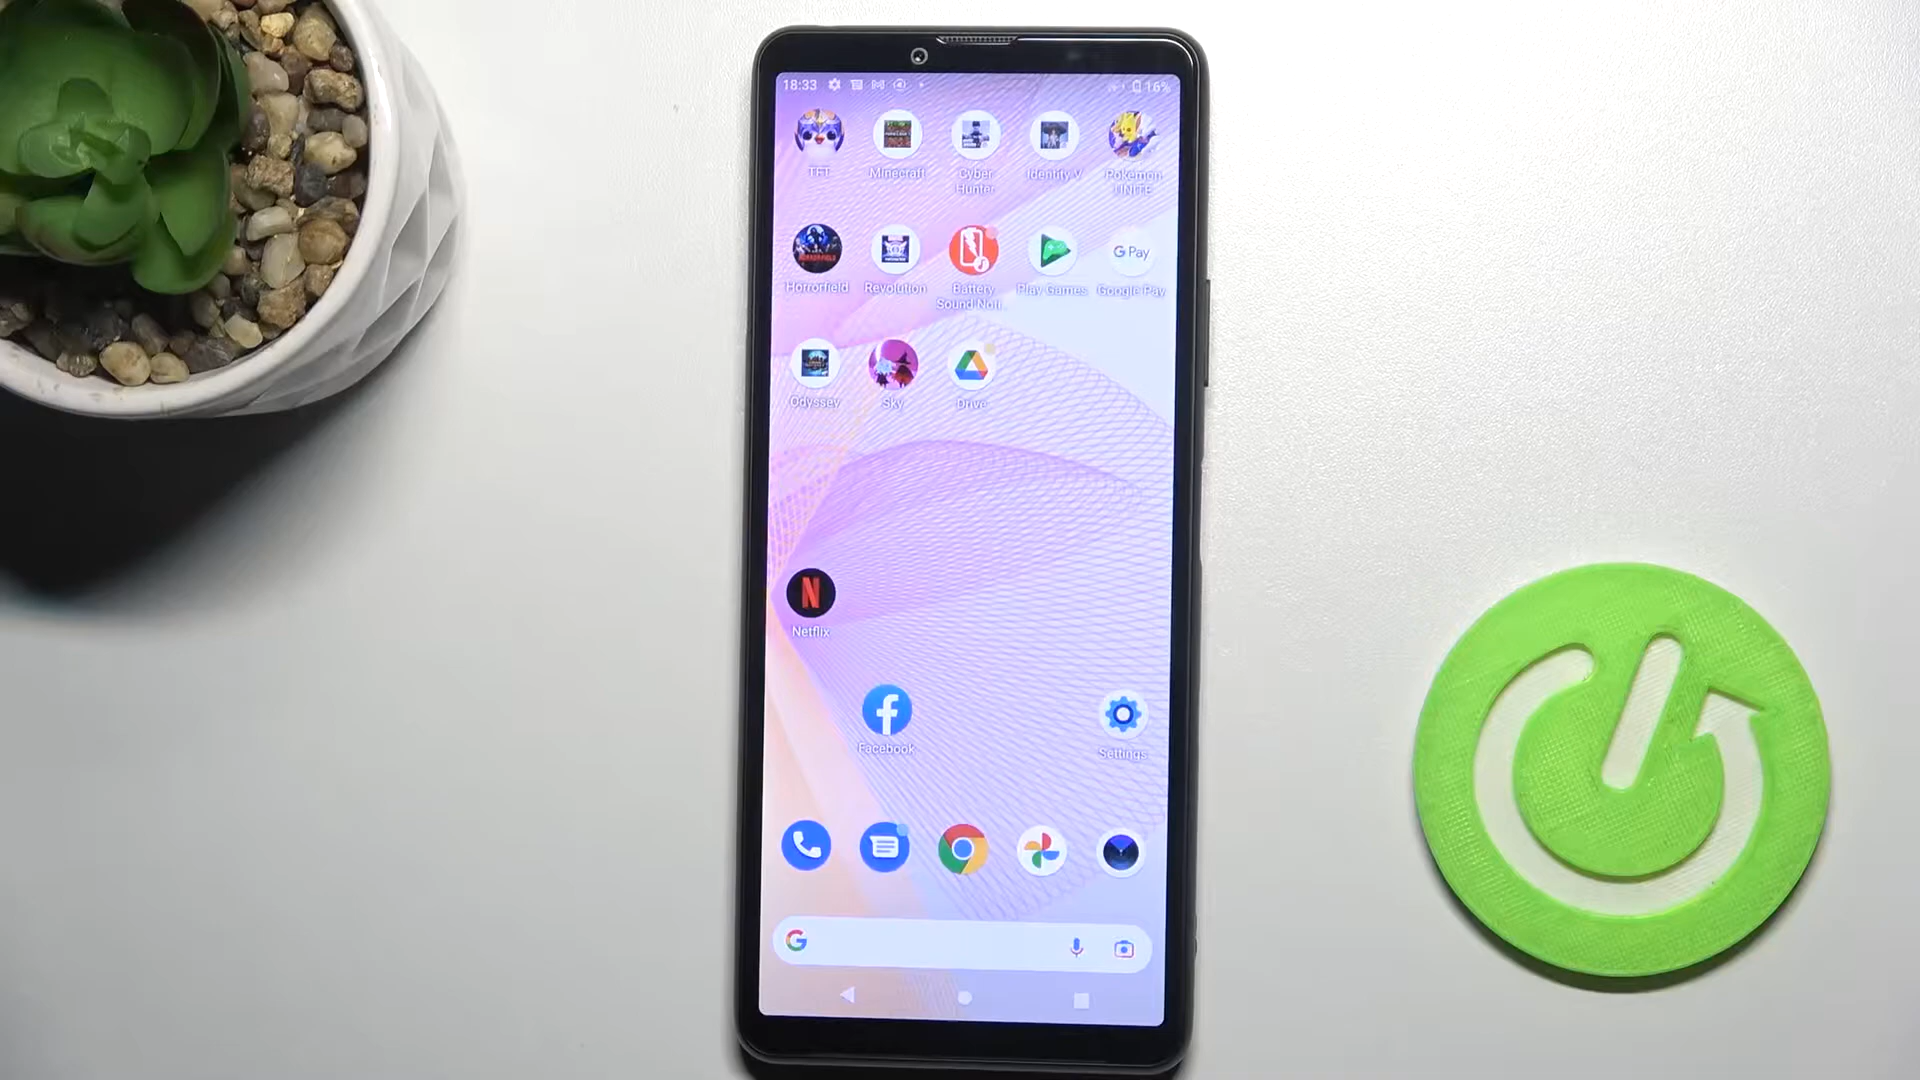 18:33 16%
TFT Minecraft Cyber Hunter Identity V Pokémon UNITE
Horrorfield Revolution Battery Sound Noti.. Play Games Google Pay
G Pay
Odyssey Sky Drive
N
Netflix
Facebook Settings
G